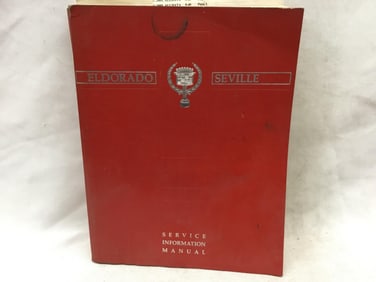 ELDORADO SEVILLE
SERVICE
INFORMATION
MANUAL